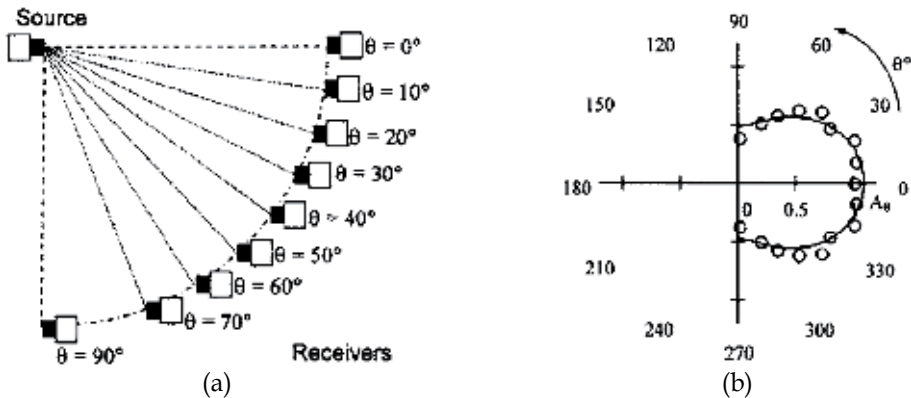 Source
θ = 0°
θ = 10°
θ = 20°
θ = 30°
θ = 40°
θ = 50°
θ = 60°
θ = 70°
θ = 90°
Receivers
(a)
90
120
60
θ°
150
30
180
0
0.5
Aθ
0
210
330
240
300
270
(b)